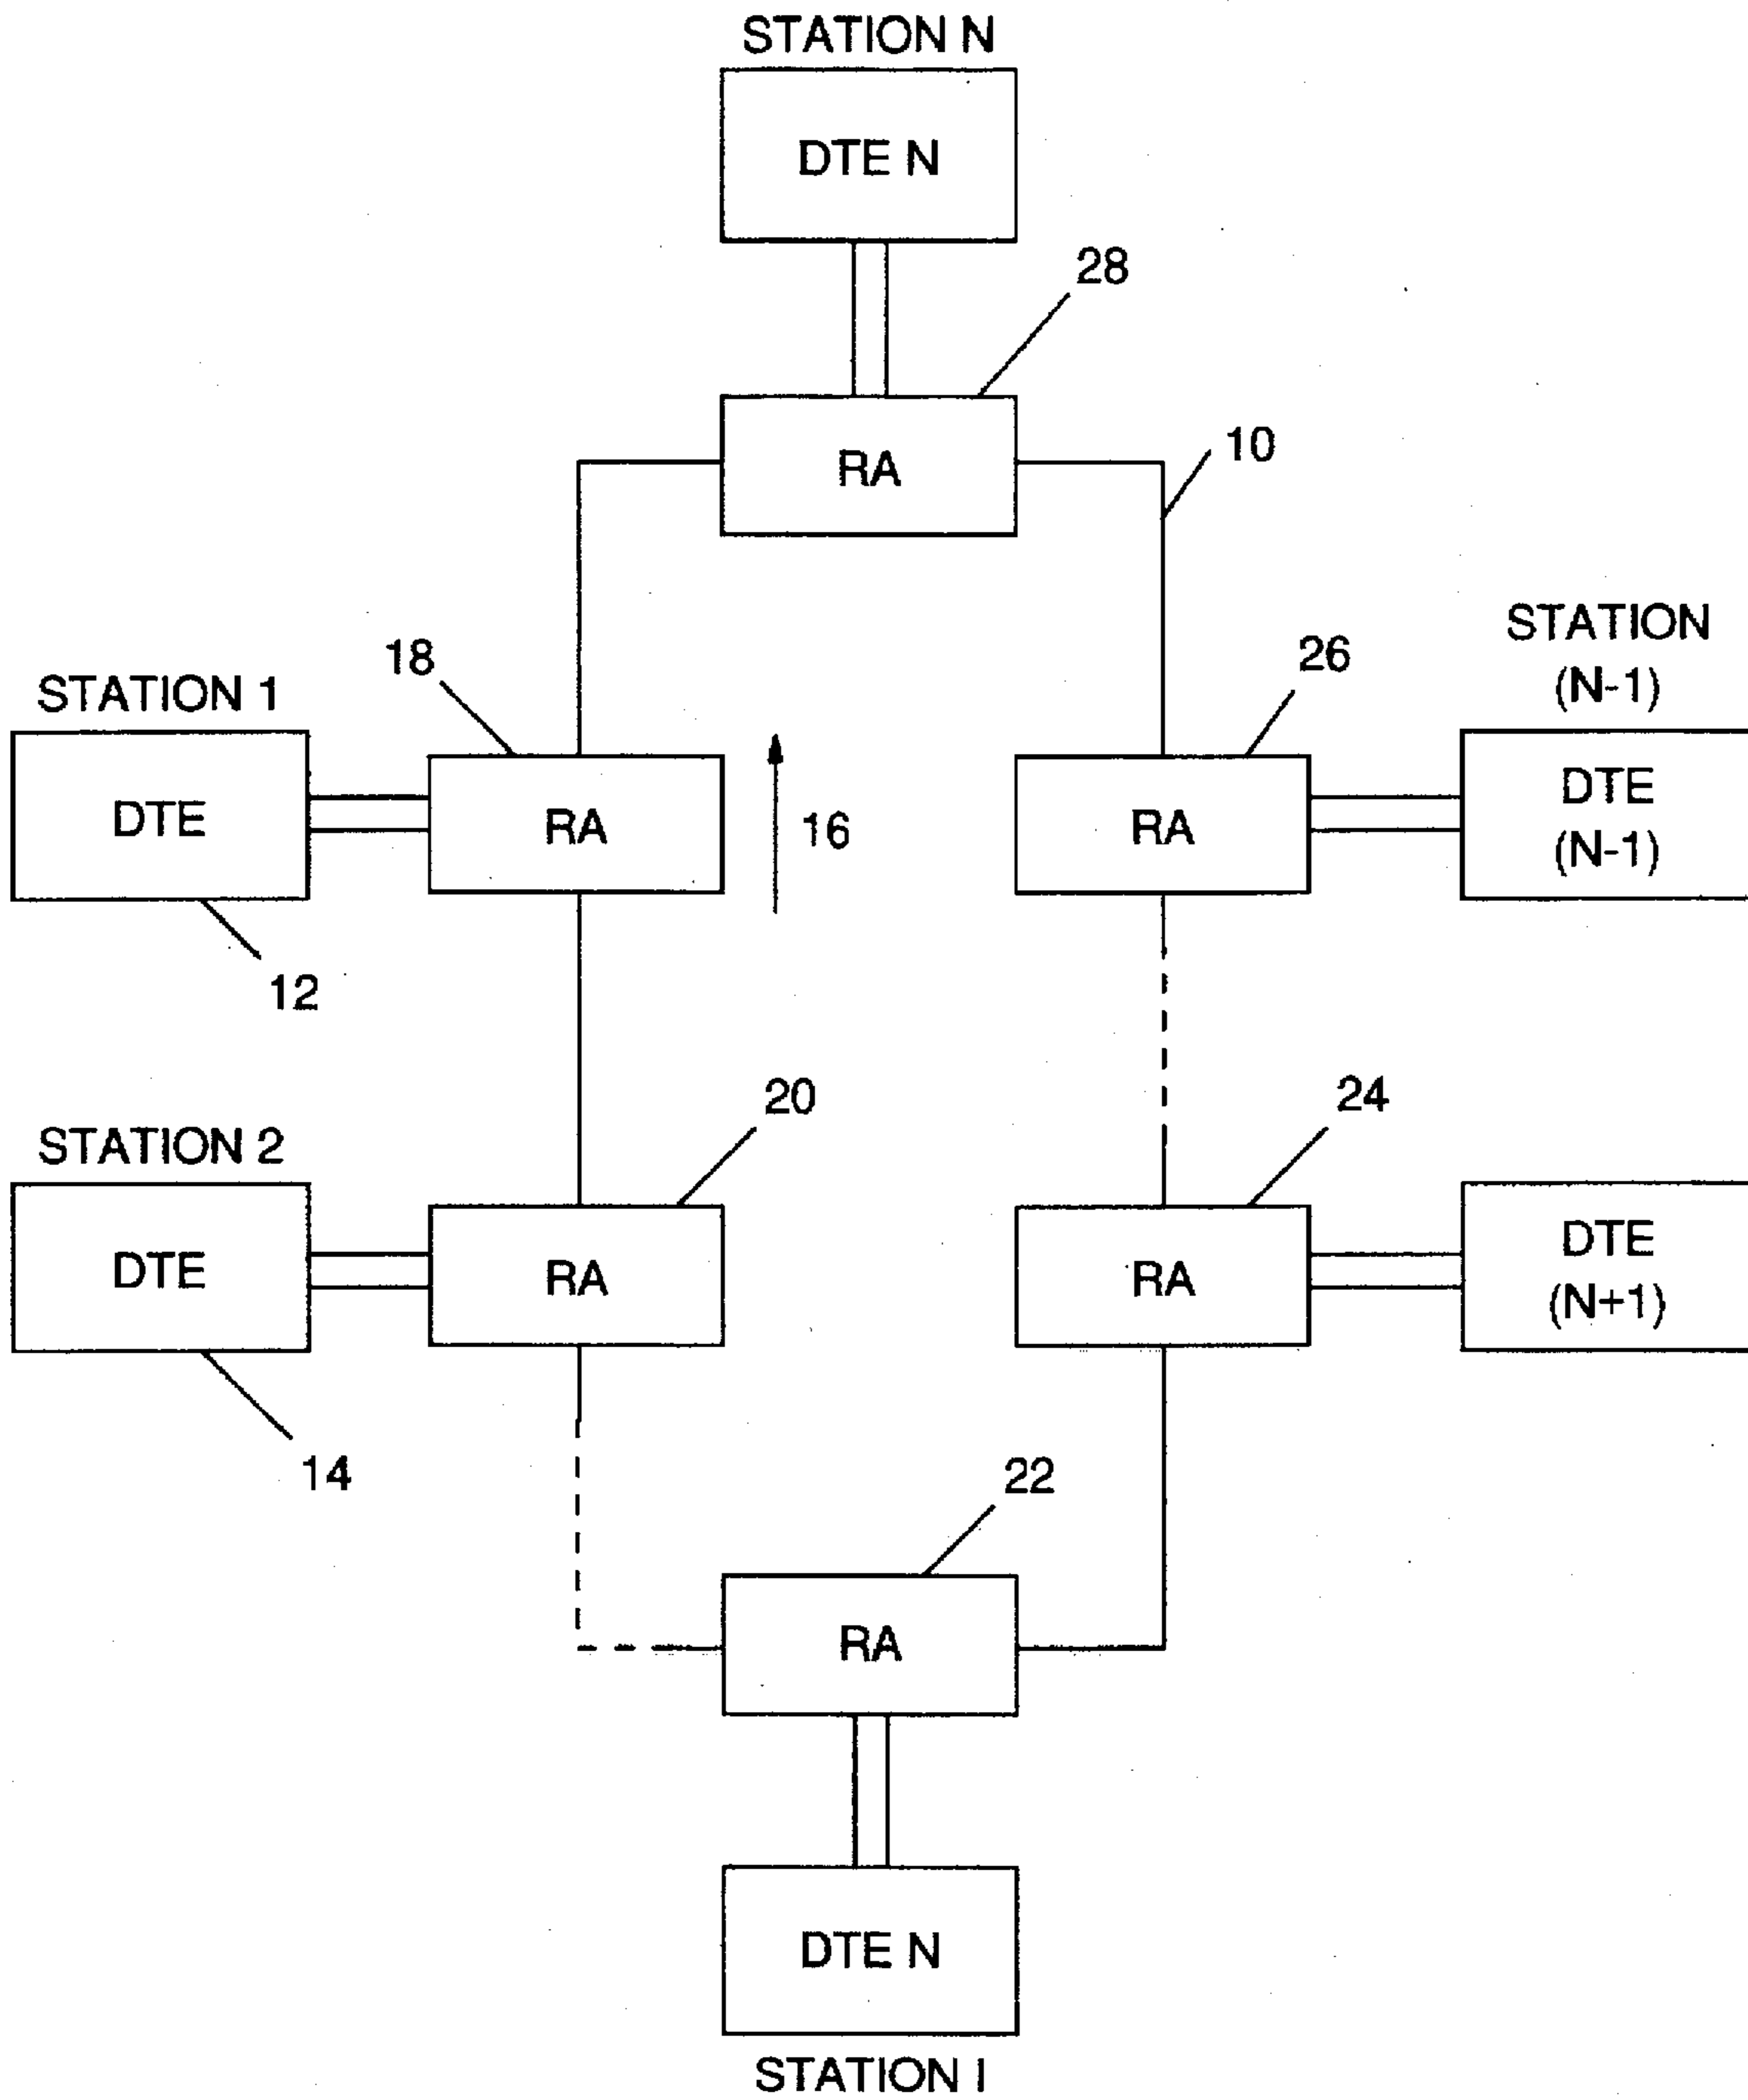 STATION N
DTE N
28
RA
10
STATION
(N-1)
18
26
STATION 1
DTE
RA
16
RA
DTE
(N-1)
12
20
24
STATION 2
DTE
RA
RA
DTE
(N+1)
14
22
RA
DTE N
STATION I